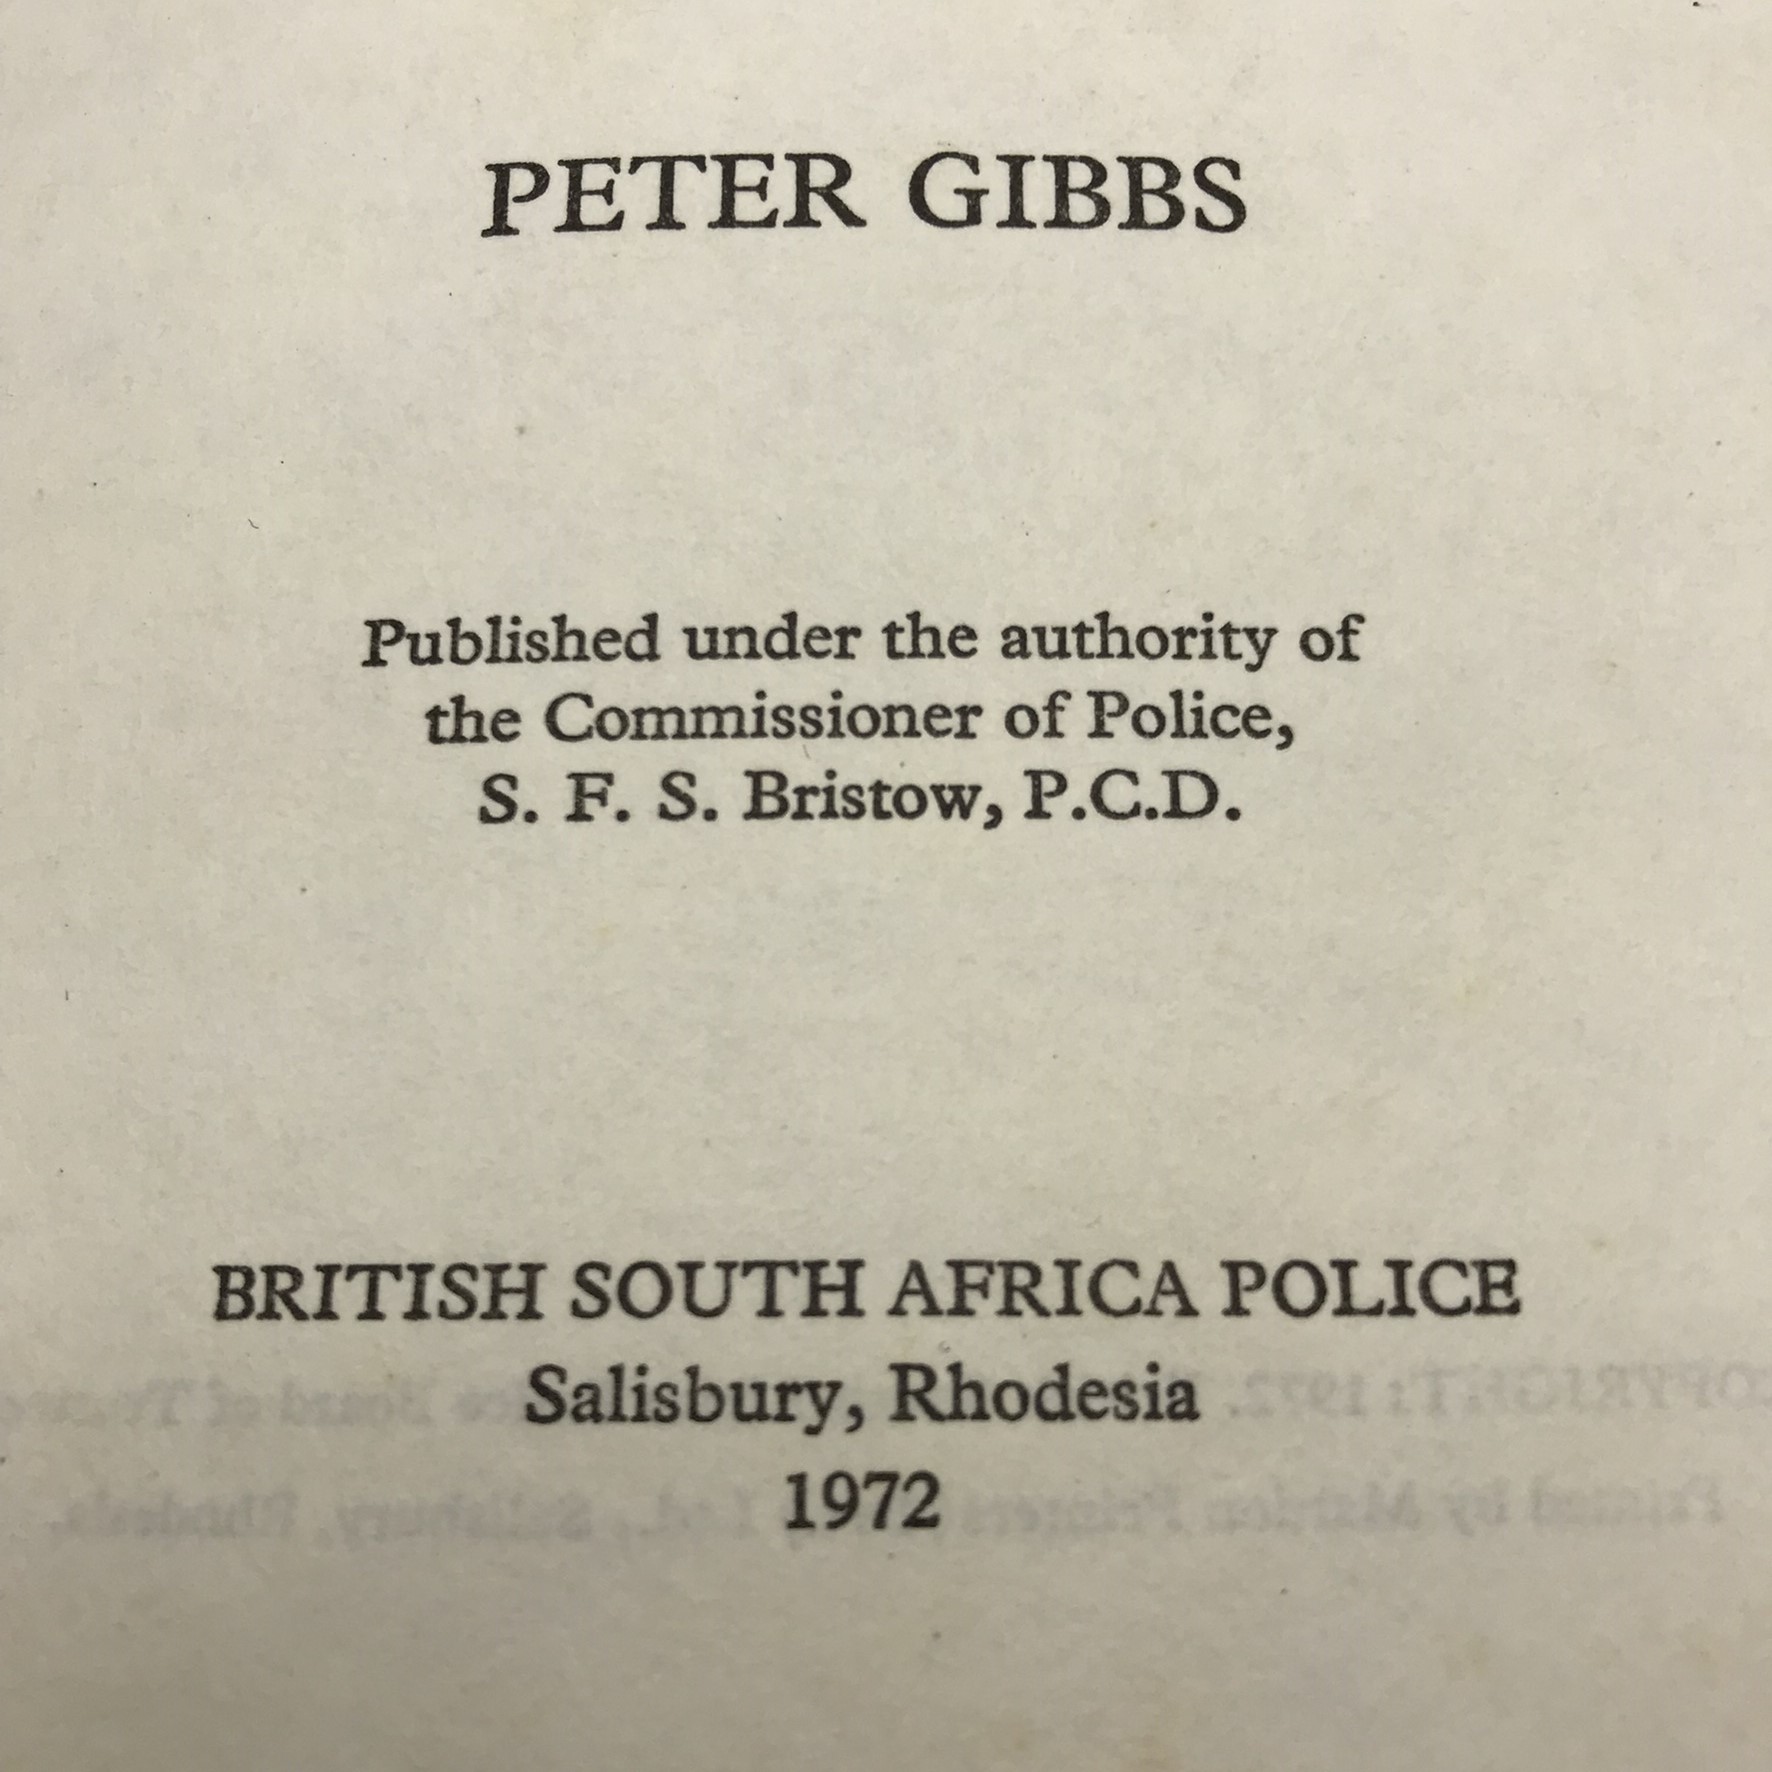 PETER GIBBS
Published under the authority of
the Commissioner of Police,
S. F. S. Bristow, P.C.D.
BRITISH SOUTH AFRICA POLICE
Salisbury, Rhodesia
1972